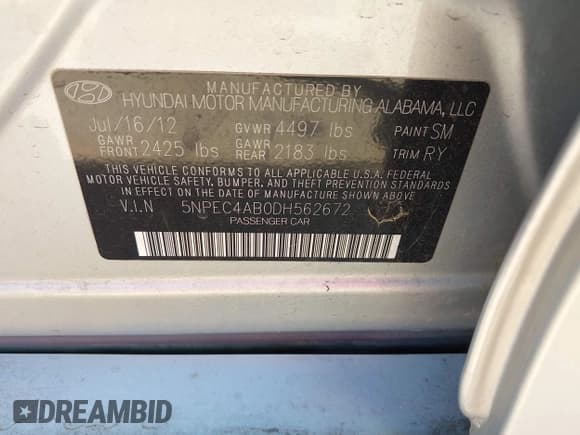 MANUFACTURED BY
HYUNDAI MOTOR MANUFACTURING ALABAMA, LLC
Jul/16/12 GVWR 4497 lbs PAINT SM
GAWR FRONT 2425 lbs GAWR REAR 2183 lbs TRIM RY
THIS VEHICLE CONFORMS TO ALL APPLICABLE U.S.A FEDERAL
MOTOR VEHICLE SAFETY, BUMPER, AND THEFT PREVENTION STANDARDS
IN EFFECT ON THE DATE OF MANUFACTURE SHOWN ABOVE
V.I.N 5NPEC4AB0DH562672
PASSENGER CAR
DREAMBID